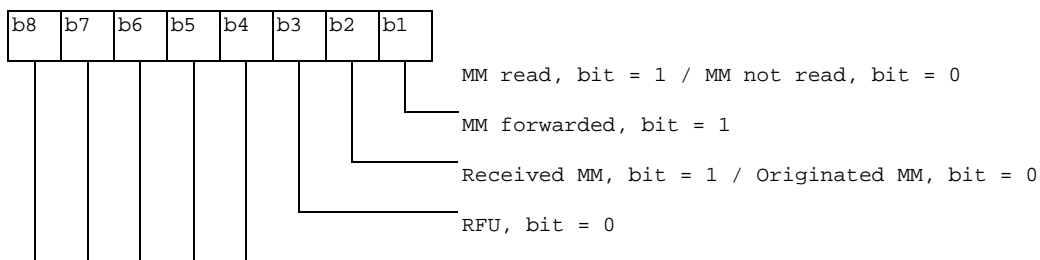 b8 b7 b6 b5 b4 b3 b2 b1
MM read, bit = 1 / MM not read, bit = 0
MM forwarded, bit = 1
Received MM, bit = 1 / Originated MM, bit = 0
RFU, bit = 0